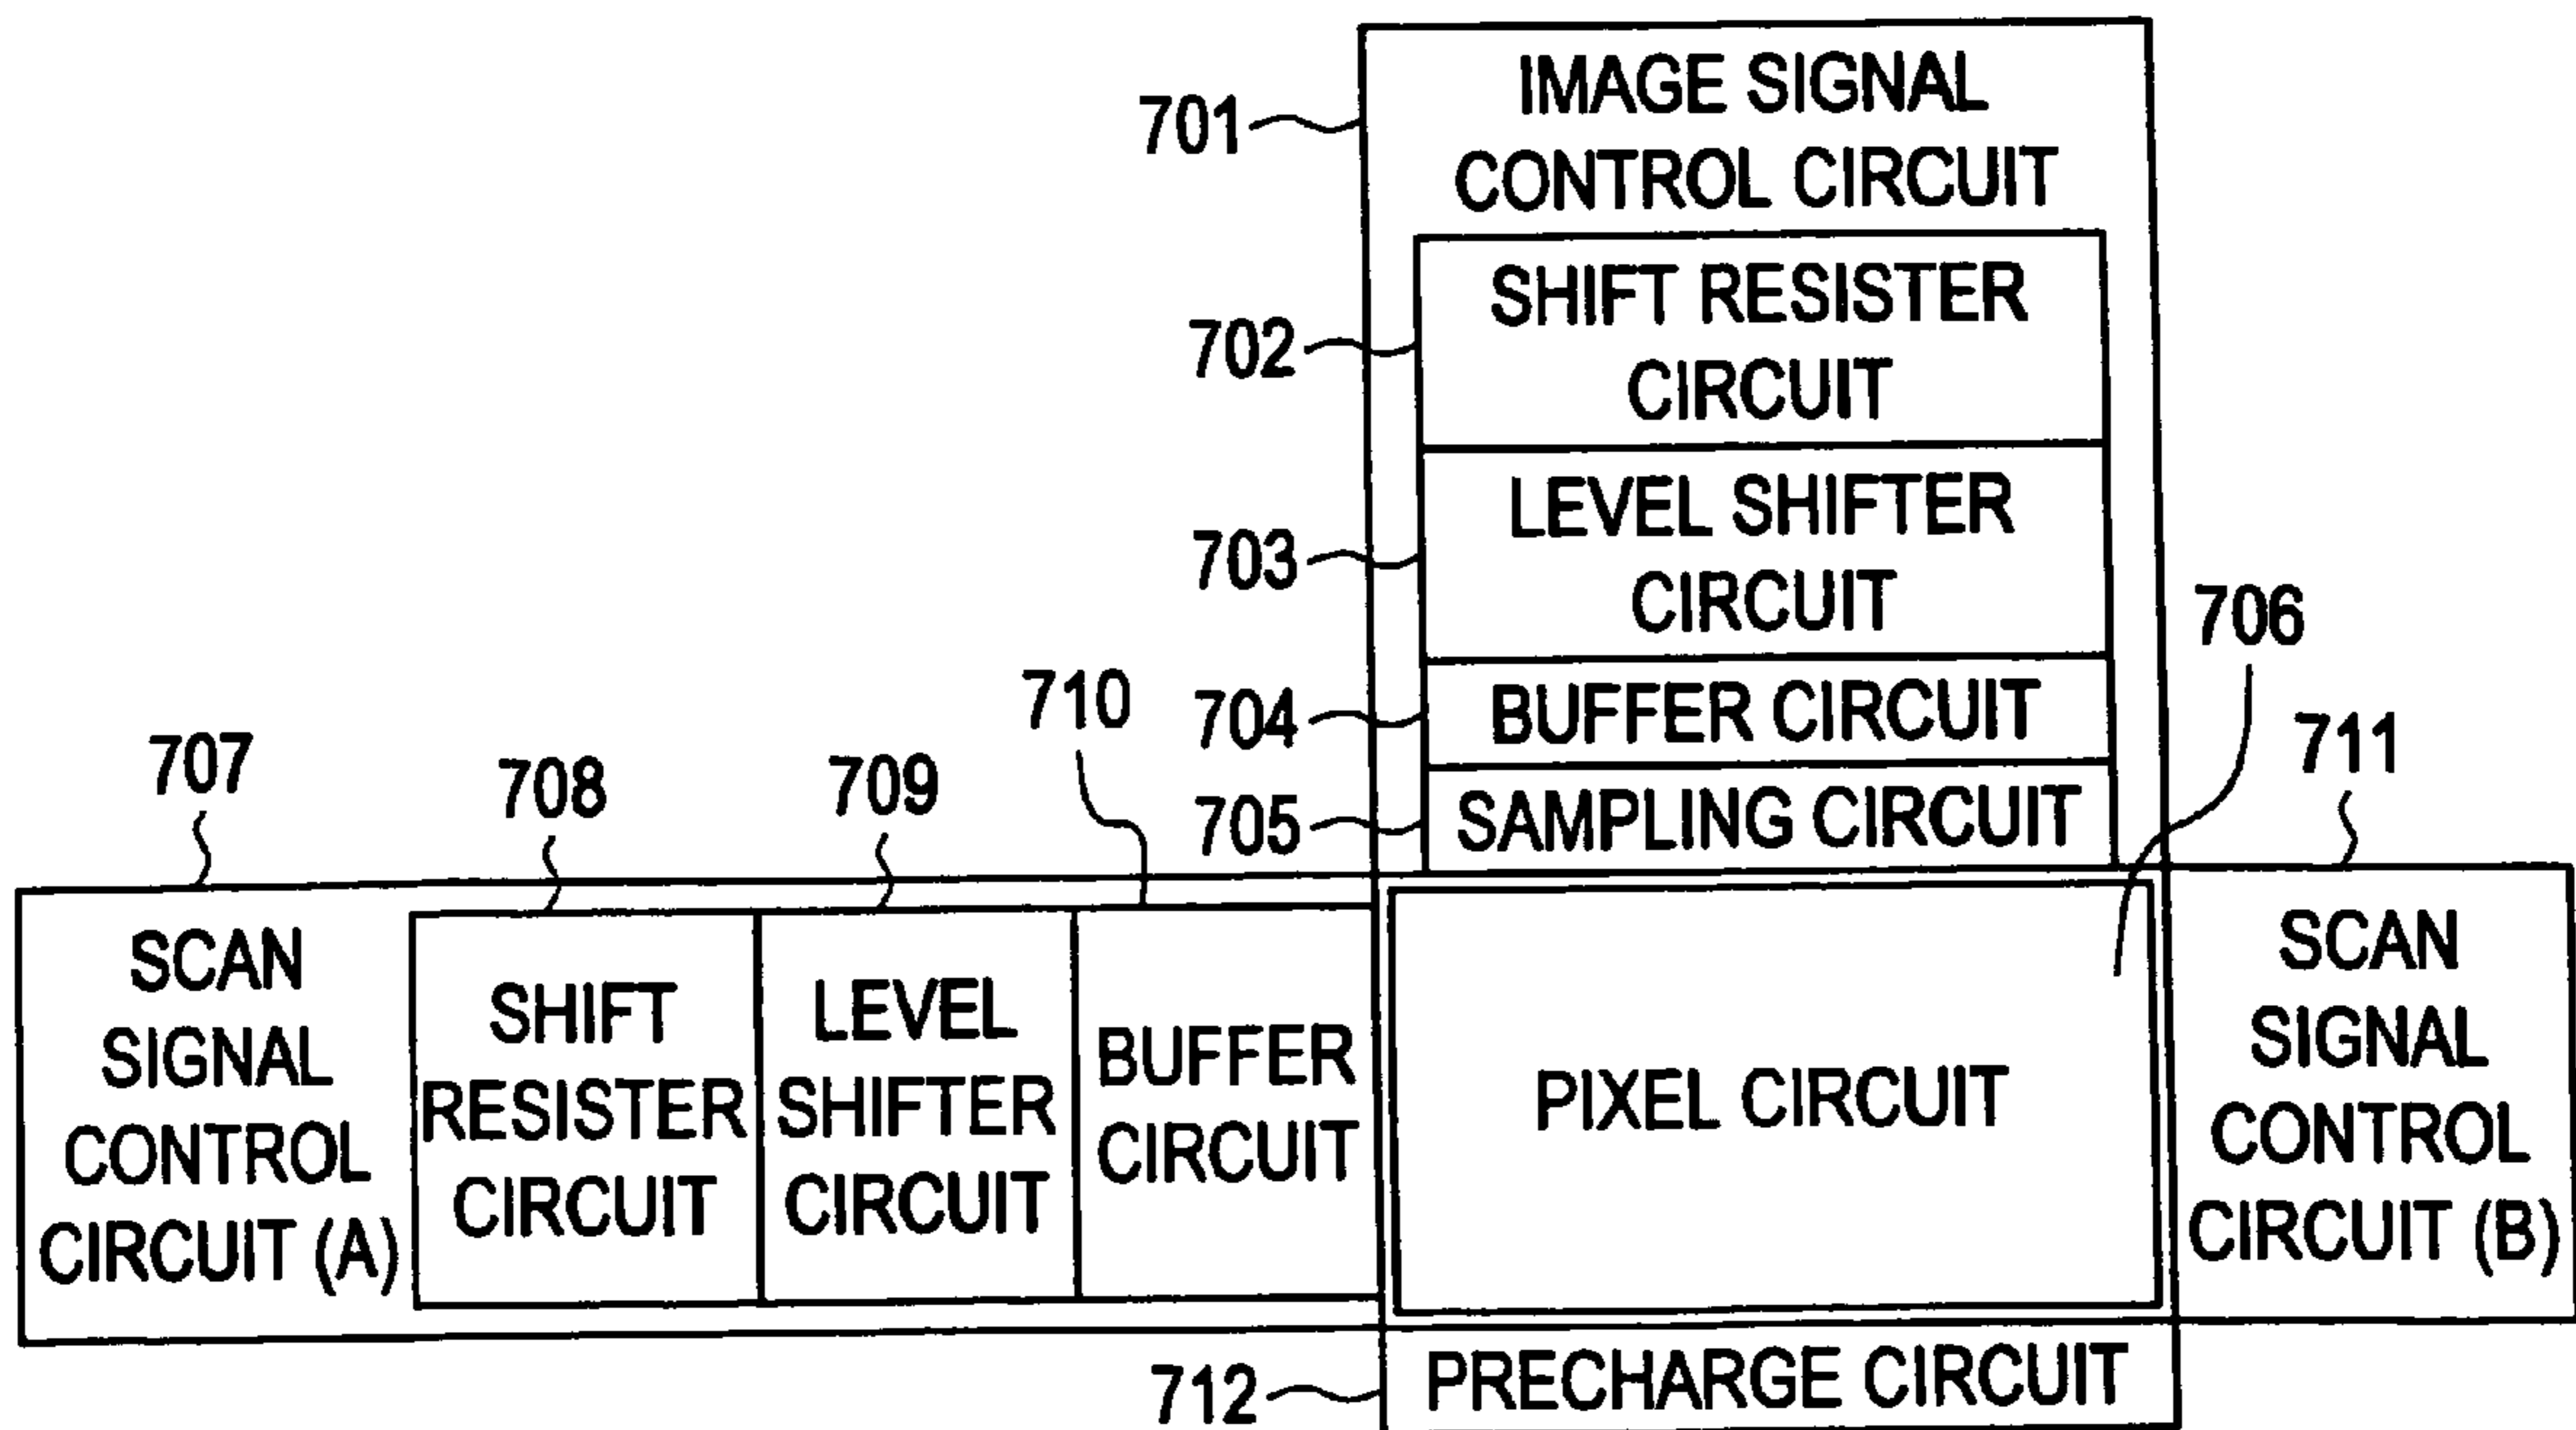 701
IMAGE SIGNAL
CONTROL CIRCUIT
702
SHIFT RESISTER
CIRCUIT
703
LEVEL SHIFTER
CIRCUIT
704
BUFFER CIRCUIT
705
SAMPLING CIRCUIT
706
707
SCAN
SIGNAL
CONTROL
CIRCUIT (A)
708
SHIFT
RESISTER
CIRCUIT
709
LEVEL
SHIFTER
CIRCUIT
710
BUFFER
CIRCUIT
PIXEL CIRCUIT
711
SCAN
SIGNAL
CONTROL
CIRCUIT (B)
712
PRECHARGE CIRCUIT